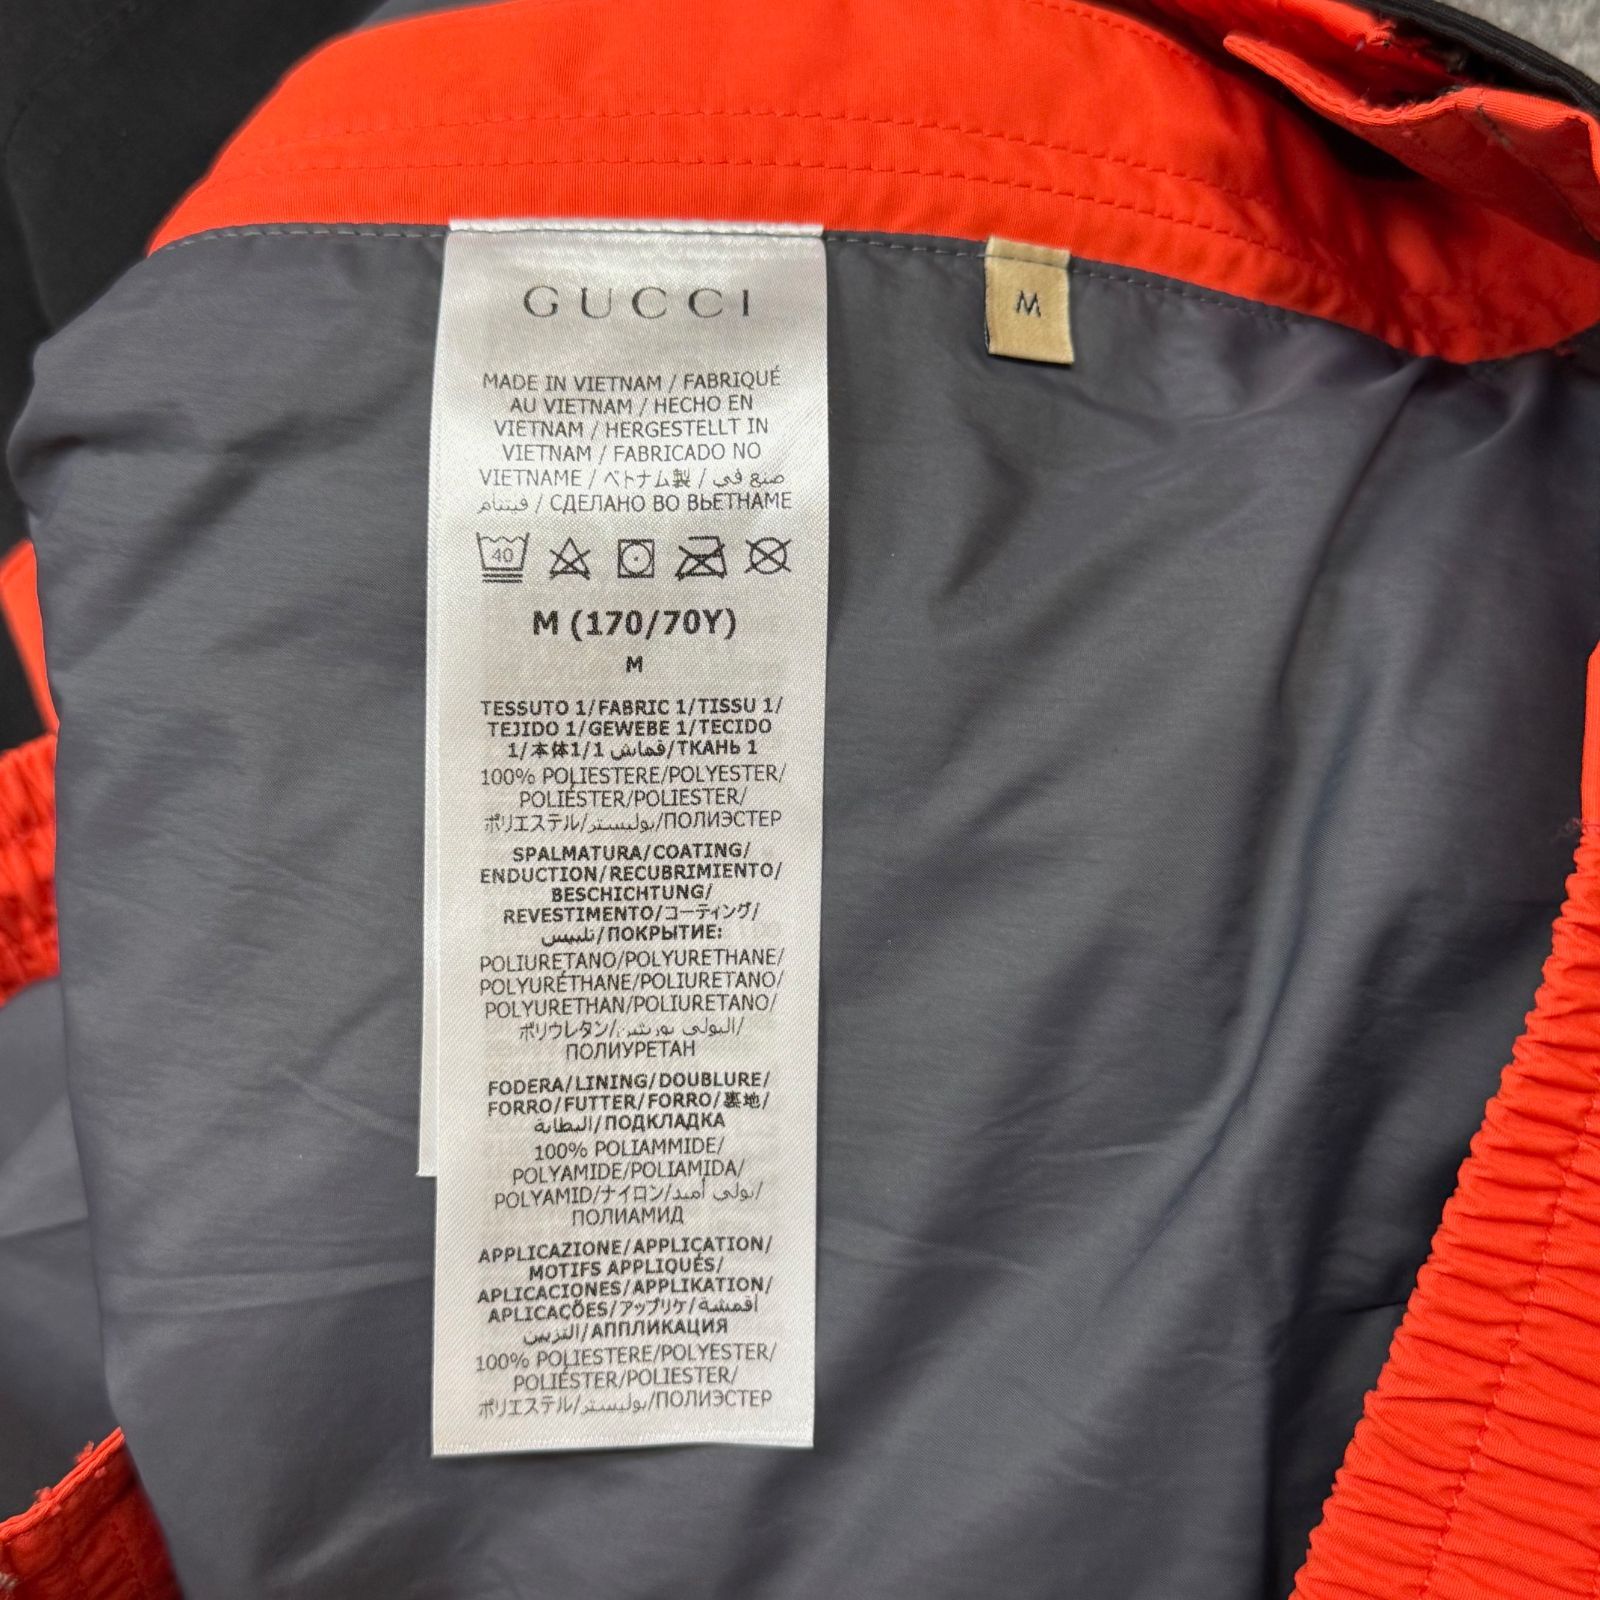 GUCCI
M
MADE IN VIETNAM / FABRIQUÉ
AU VIETNAM / HECHO EN
VIETNAM / HERGESTELLT IN
VIETNAM / FABRICADO NO
VIETNAME / ベトナム製 / صنع في
فيتنام / СДЕЛАНО ВО ВЬЕТНАМЕ
40
M (170/70Y)
M
TESSUTO 1/FABRIC 1/TISSU 1/
TEJIDO 1/GEWEBE 1/TECIDO
1/本体1/1 قماش/ТКАНЬ 1
100% POLIESTERE/POLYESTER/
POLIÉSTER/POLIESTER/
ポリエステル/بوليستر/ПОЛИЭСТЕР
SPALMATURA/COATING/
ENDUCTION/RECUBRIMIENTO/
BESCHICHTUNG/
REVESTIMENTO/コーティング/
تلبيس/ПОКРЫТИЕ:
POLIURETANO/POLYURETHANE/
POLYURÉTHANE/POLIURETANO/
POLYURETHAN/POLIURETANO/
ポリウレタン/البولي يوريثين/
ПОЛИУРЕТАН
FODERA/LINING/DOUBLURE/
FORRO/FUTTER/FORRO/裏地/
البطانة/ПОДКЛАДКА
100% POLIAMMIDE/
POLYAMIDE/POLIAMIDA/
POLYAMID/ナイロン/بولي أميد/
ПОЛИАМИД
APPLICAZIONE/APPLICATION/
MOTIFS APPLIQUÉS/
APLICACIONES/APPLIKATION/
APLICAÇÕES/アップリケ/أقمشة
التزيين/АППЛИКАЦИЯ
100% POLIESTERE/POLYESTER/
POLIÉSTER/POLIESTER/
ポリエステル/بوليستر/ПОЛИЭСТЕР